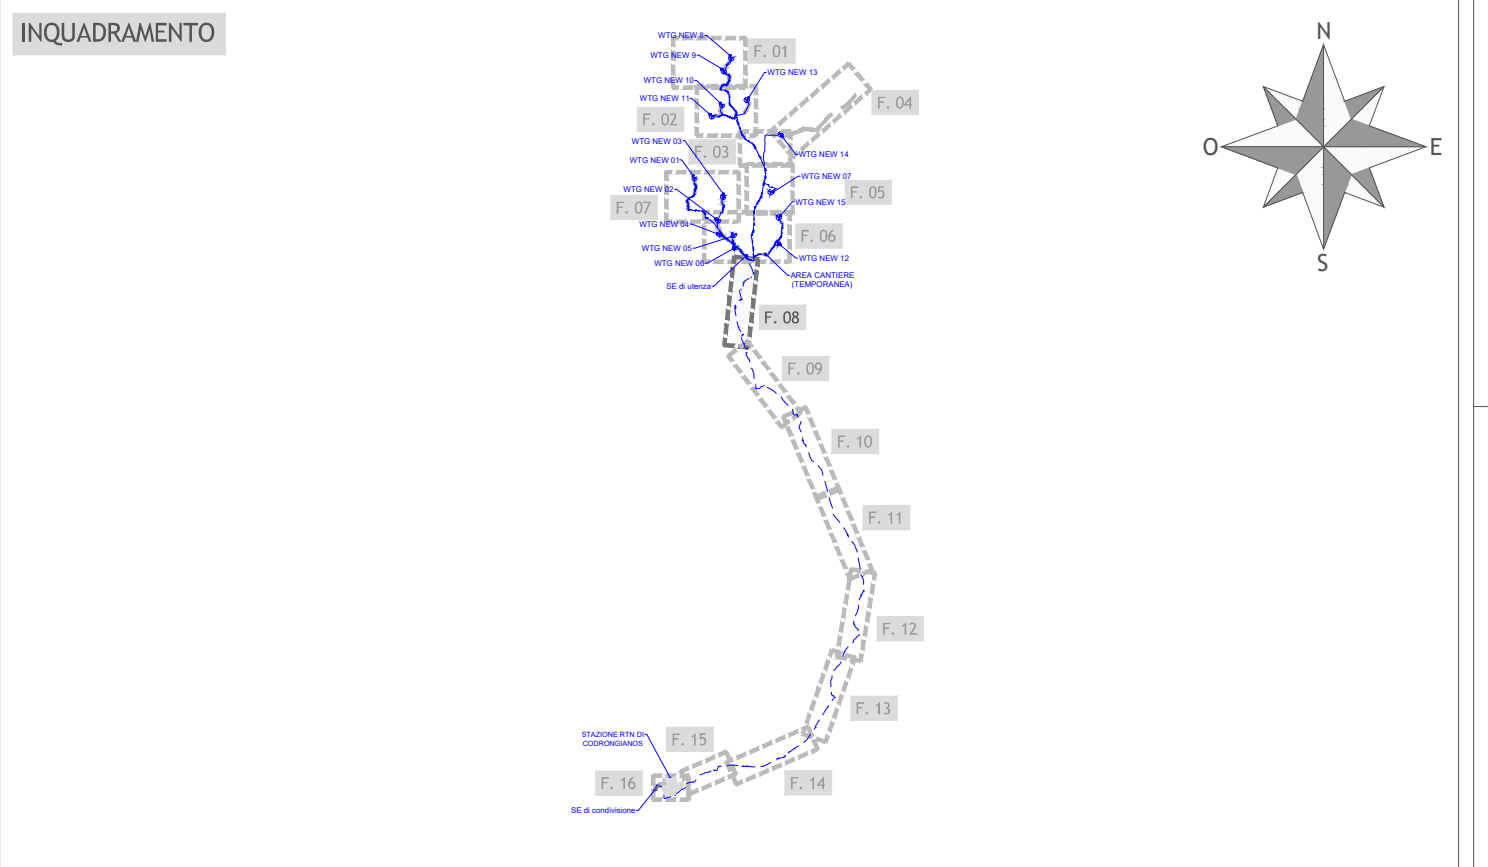 INQUADRAMENTO
WTG NEW 8
WTG NEW 9
F. 01
WTG NEW 10
WTG NEW 13
WTG NEW 11
F. 02
F. 04
WTG NEW 03
F. 03
WTG NEW 14
WTG NEW 01
WTG NEW 07
WTG NEW 02
F. 05
F. 07
WTG NEW 15
WTG NEW 04
F. 06
WTG NEW 05
WTG NEW 06
WTG NEW 12
AREA CANTIERE
(TEMPORANEA)
SE di utenza
F. 08
F. 09
F. 10
F. 11
F. 12
F. 13
STAZIONE RTN DI
CODRONGIANOS
F. 15
F. 16
F. 14
SE di condivisione
N
O
E
S